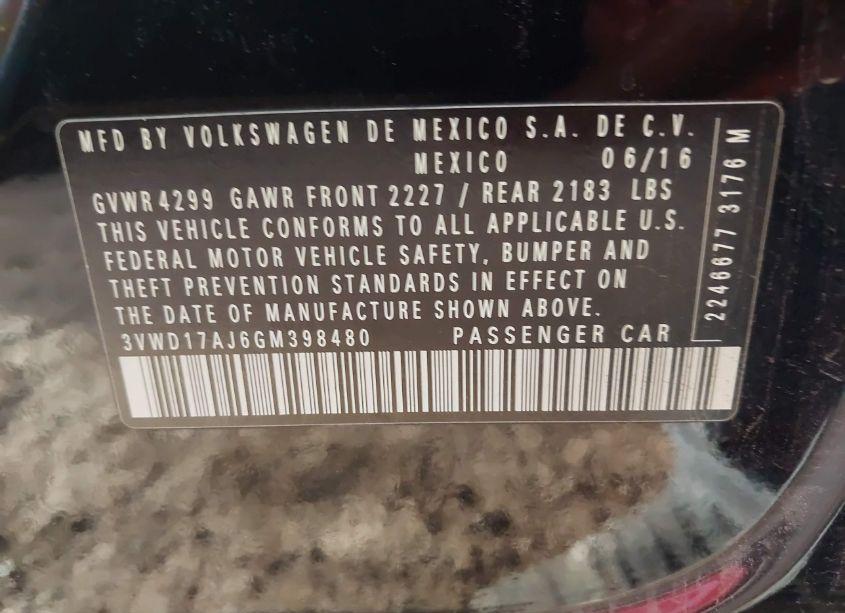 MFD BY VOLKSWAGEN DE MEXICO S.A. DE C.V.
MEXICO 06/16
GVWR 4299 GAWR FRONT 2227 / REAR 2183 LBS
THIS VEHICLE CONFORMS TO ALL APPLICABLE U.S.
FEDERAL MOTOR VEHICLE SAFETY, BUMPER AND
THEFT PREVENTION STANDARDS IN EFFECT ON
THE DATE OF MANUFACTURE SHOWN ABOVE.
3VWD17AJ6GM398480 PASSENGER CAR
2246677 3176 M